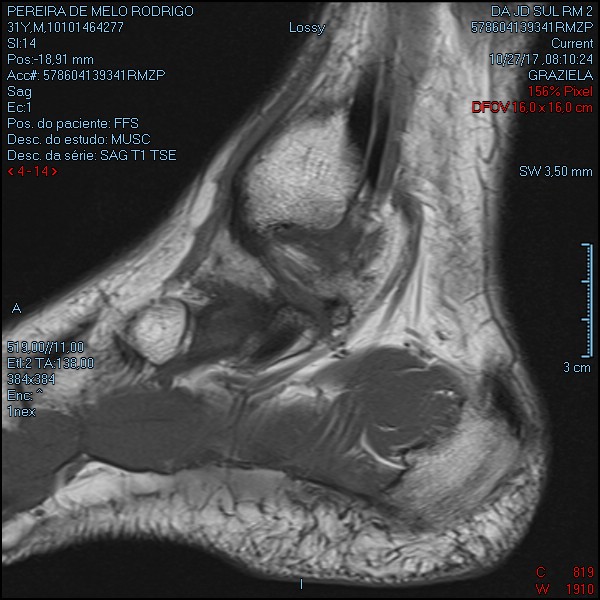 PEREIRA DE MELO RODRIGO
31Y,M,10101464277
Sl:14
Pos:-18,91 mm
Acc#: 578604139341RMZP
Sag
Ec:1
Pos. do paciente: FFS
Desc. do estudo: MUSC
Desc. da série: SAG T1 TSE
< 4 - 14 >
Lossy
DA JD SUL RM 2
578604139341RMZP
Current
10/27/17 ,08:10:24
GRAZIELA
156% Pixel
DFOV 16,0 x 16,0 cm
SW 3,50 mm
A
519,00//11,00
Etl:2 TA:138,00
384x384
Enc: ^
1nex
3 cm
C 819
W 1910